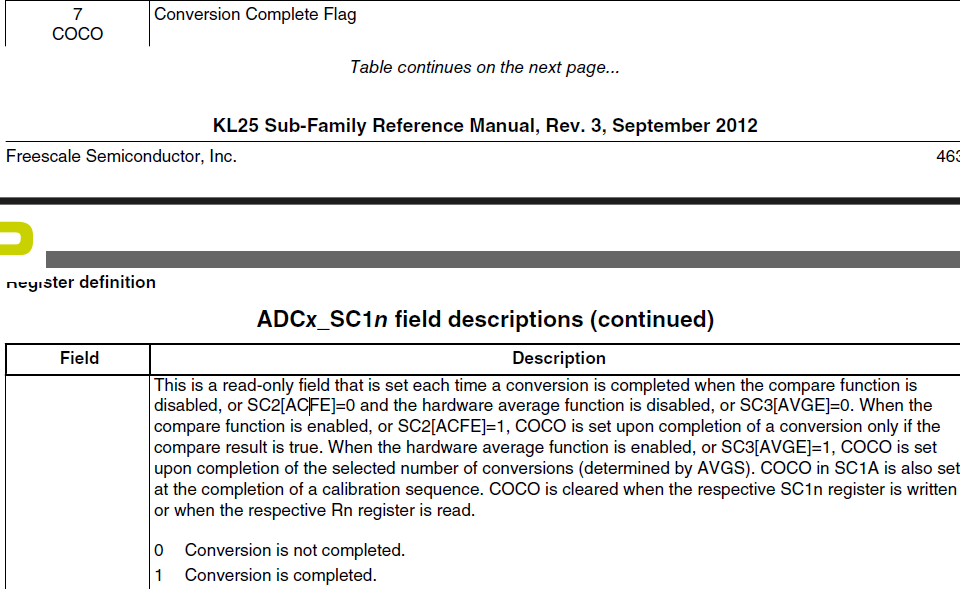 7
COCO
Conversion Complete Flag
Table continues on the next page...
KL25 Sub-Family Reference Manual, Rev. 3, September 2012
Freescale Semiconductor, Inc.
463
Register definition
ADCx_SC1n field descriptions (continued)
Field
Description
This is a read-only field that is set each time a conversion is completed when the compare function is
disabled, or SC2[ACFE]=0 and the hardware average function is disabled, or SC3[AVGE]=0. When the
compare function is enabled, or SC2[ACFE]=1, COCO is set upon completion of a conversion only if the
compare result is true. When the hardware average function is enabled, or SC3[AVGE]=1, COCO is set
upon completion of the selected number of conversions (determined by AVGS). COCO in SC1A is also set
at the completion of a calibration sequence. COCO is cleared when the respective SC1n register is written
or when the respective Rn register is read.
0 Conversion is not completed.
1 Conversion is completed.